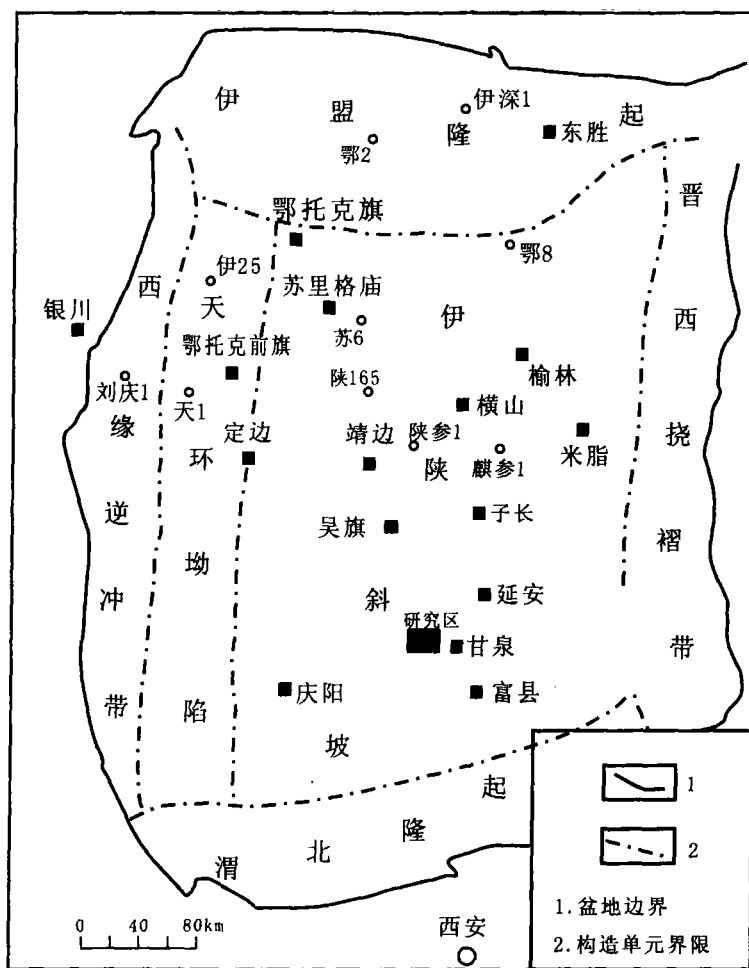 伊盟隆起
伊深1
东胜
鄂2
晋西挠褶带
鄂托克旗
鄂8
伊25
西缘逆冲带
天环坳陷
苏里格庙
伊陕斜坡
银川
苏6
鄂托克前旗
榆林
刘庆1
天1
陕165
横山
定边
靖边
陕参1
麒参1
米脂
吴旗
子长
延安
研究区
甘泉
庆阳
富县
渭北隆起
1
2
1.盆地边界
2.构造单元界限
0 40 80km
西安